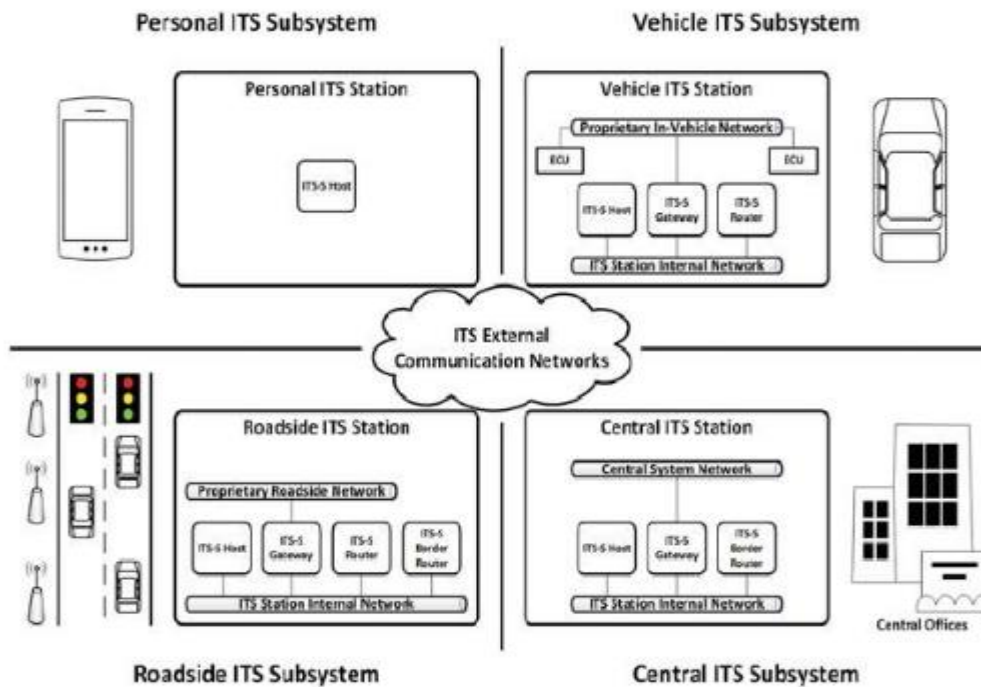 Personal ITS Subsystem
Vehicle ITS Subsystem
Personal ITS Station
ITS-S Host
Vehicle ITS Station
Proprietary In-Vehicle Network
ECU
ECU
ITS-S Host
ITS-S
Gateway
ITS-S
Router
ITS Station Internal Network
ITS External
Communication Networks
Roadside ITS Station
Proprietary Roadside Network
ITS-S Host
ITS-S
Gateway
ITS-S
Router
ITS-S
Border
Router
ITS Station Internal Network
Central ITS Station
Central System Network
ITS-S Host
ITS-S
Gateway
ITS-S
Border
Router
ITS Station Internal Network
Central Offices
Roadside ITS Subsystem
Central ITS Subsystem